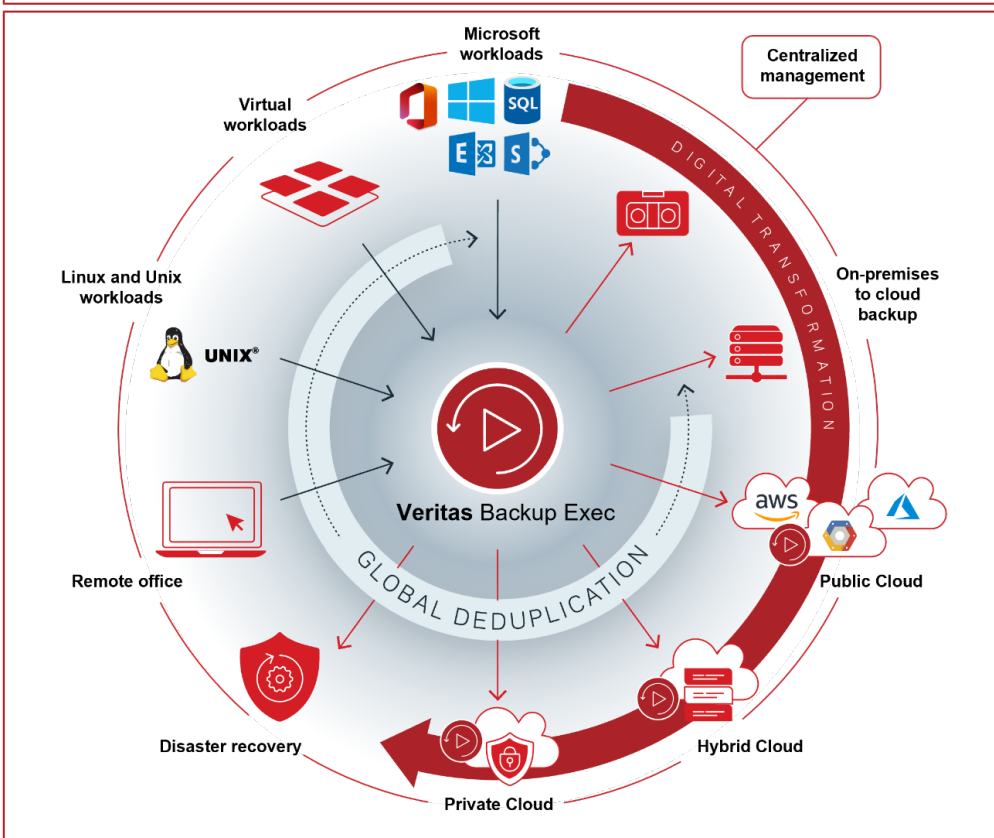 Microsoft
workloads
Centralized
management
Virtual
workloads
SQL
E
S
DIGITAL TRANSFORMATION
Linux and Unix
workloads
On-premises
to cloud
backup
UNIX®
Veritas Backup Exec
aws
GLOBAL DEDUPLICATION
Remote office
Public Cloud
Disaster recovery
Hybrid Cloud
Private Cloud